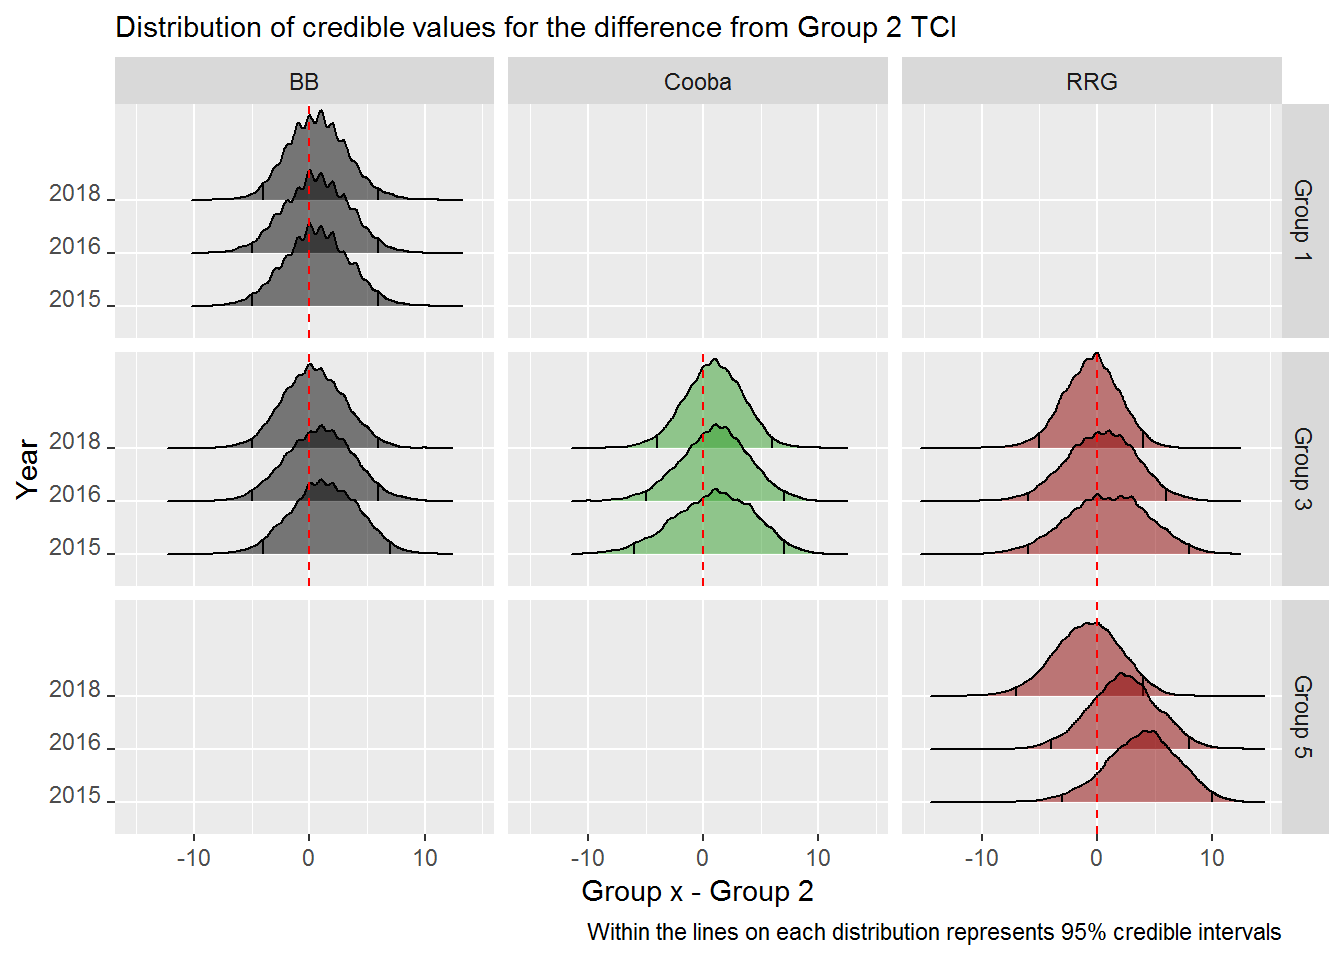 Distribution of credible values for the difference from Group 2 TCI
BB
Cooba
RRG
2018
2016
2015
Group 1
Year
2018
2016
2015
Group 3
2018
2016
2015
Group 5
-10 0 10
-10 0 10
-10 0 10
Group x - Group 2
Within the lines on each distribution represents 95% credible intervals